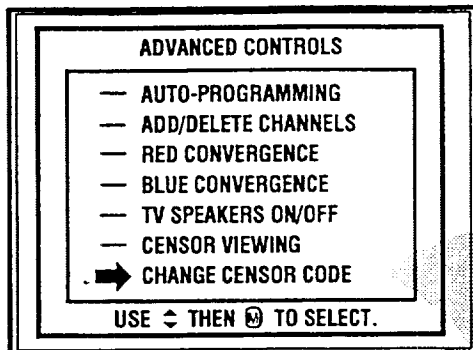 ADVANCED CONTROLS
— AUTO-PROGRAMMING
— ADD/DELETE CHANNELS
— RED CONVERGENCE
— BLUE CONVERGENCE
— TV SPEAKERS ON/OFF
— CENSOR VIEWING
➡ CHANGE CENSOR CODE
USE ⬍ THEN Ⓜ TO SELECT.